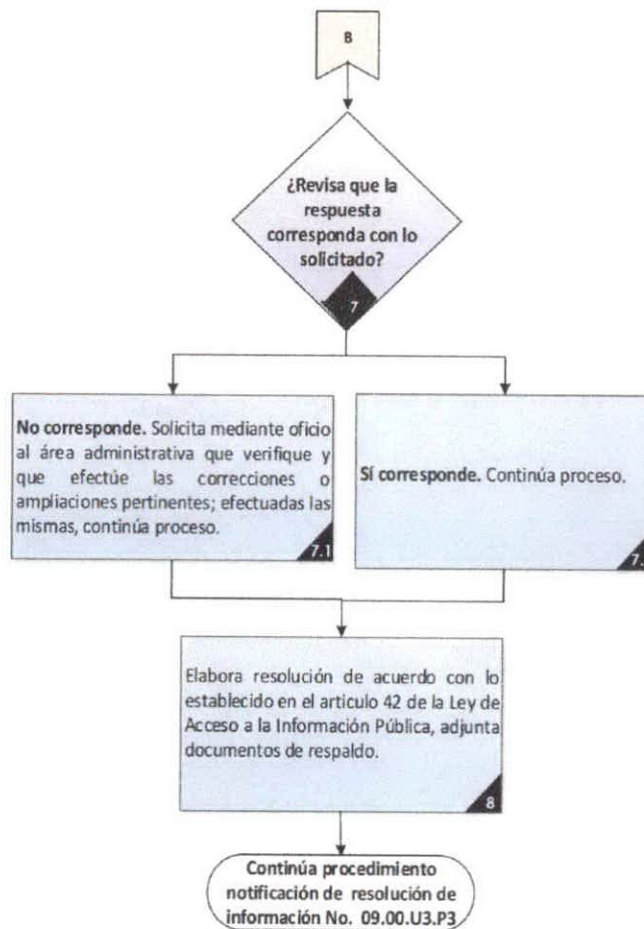 B
¿Revisa que la
respuesta
corresponda con lo
solicitado?
7
No corresponde. Solicita mediante oficio
al área administrativa que verifique y
que efectúe las correcciones o
ampliaciones pertinentes; efectuadas las
mismas, continúa proceso.
7.1
Sí corresponde. Continúa proceso.
7.
Elabora resolución de acuerdo con lo
establecido en el articulo 42 de la Ley de
Acceso a la Información Pública, adjunta
documentos de respaldo.
8
Continúa procedimiento
notificación de resolución de
información No. 09.00.U3.P3